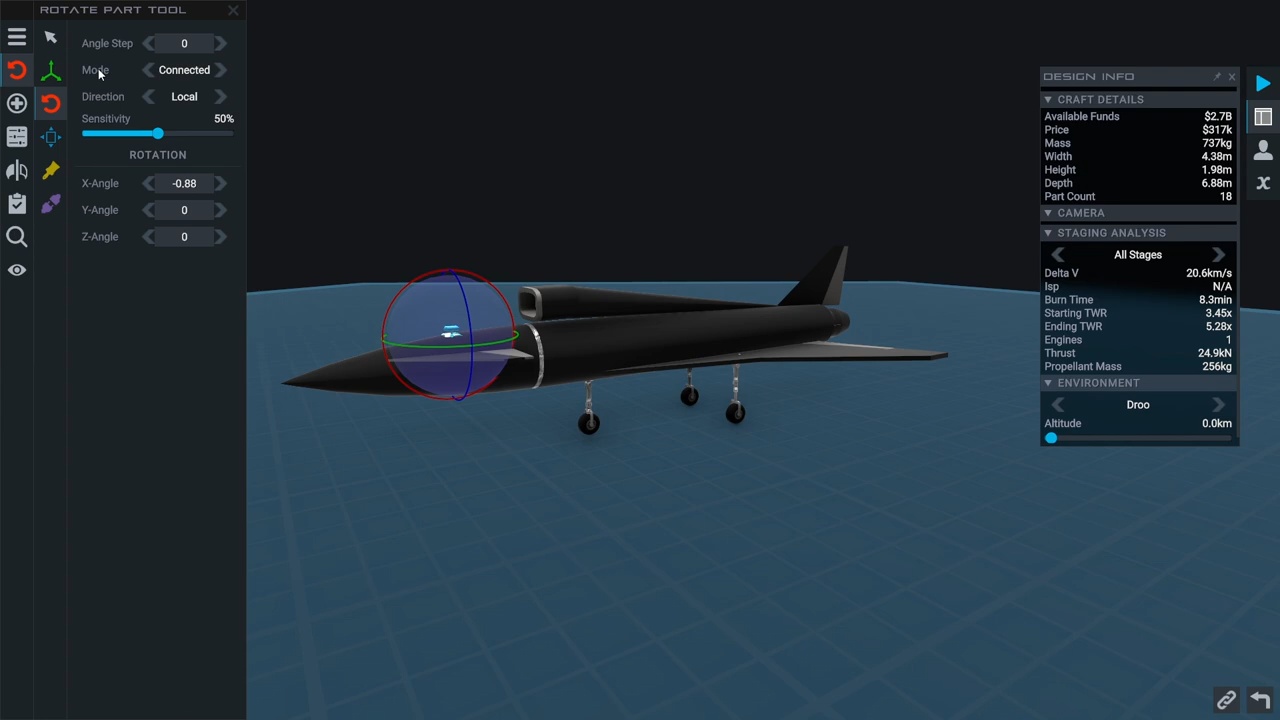 ROTATE PART TOOL
Angle Step 0
Mode Connected
Direction Local
Sensitivity 50%
ROTATION
X-Angle -0.88
Y-Angle 0
Z-Angle 0
DESIGN INFO
CRAFT DETAILS
Available Funds $2.7B
Price $317k
Mass 737kg
Width 4.38m
Height 1.98m
Depth 6.88m
Part Count 18
CAMERA
STAGING ANALYSIS
All Stages
Delta V 20.6km/s
Isp N/A
Burn Time 8.3min
Starting TWR 3.45x
Ending TWR 5.28x
Engines 1
Thrust 24.9kN
Propellant Mass 256kg
ENVIRONMENT
Droo
Altitude 0.0km